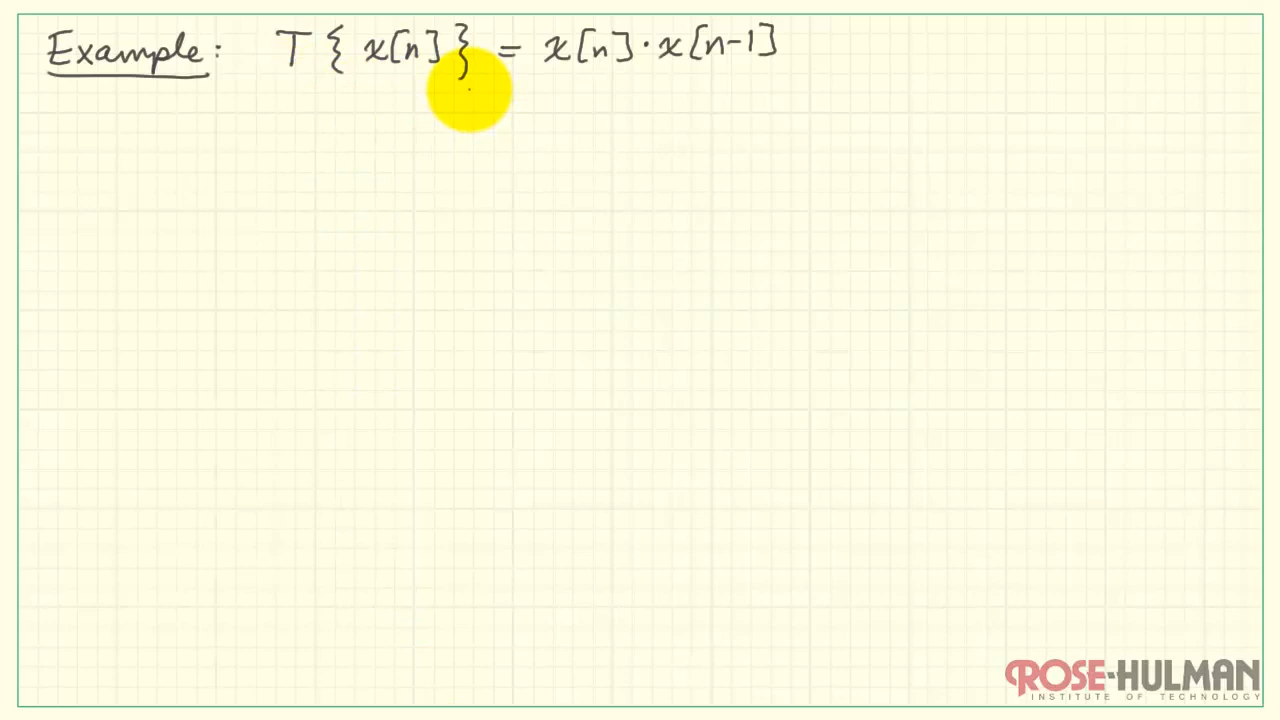 Example: T{ x[n] } = x[n] · x[n-1]
ROSE-HULMAN
INSTITUTE OF TECHNOLOGY